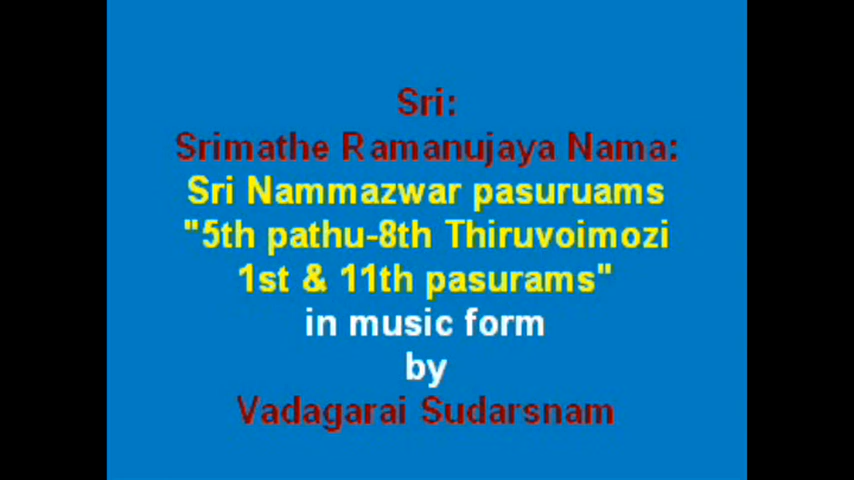 Sri:
Srimathe Ramanujaya Nama:
Sri Nammazwar pasuruams
"5th pathu-8th Thiruvoimozi
1st & 11th pasurams"
in music form
by
Vadagarai Sudarsnam